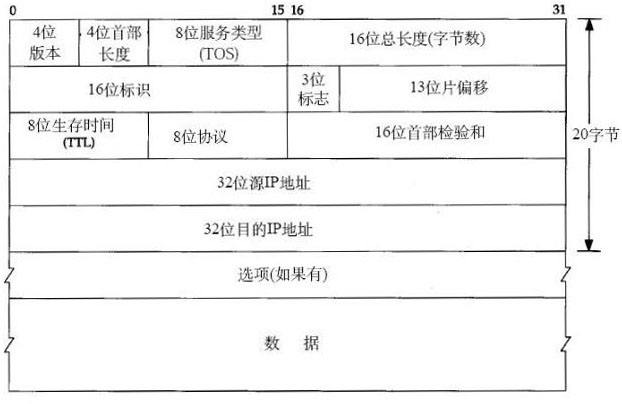 0 15 16 31
4位 4位首部 8位服务类型 16位总长度(字节数)
版本 长度 (TOS)
16位标识 3位 13位片偏移
标志
8位生存时间 8位协议 16位首部检验和 20字节
(TTL)
32位源IP地址
32位目的IP地址
选项(如果有)
数 据